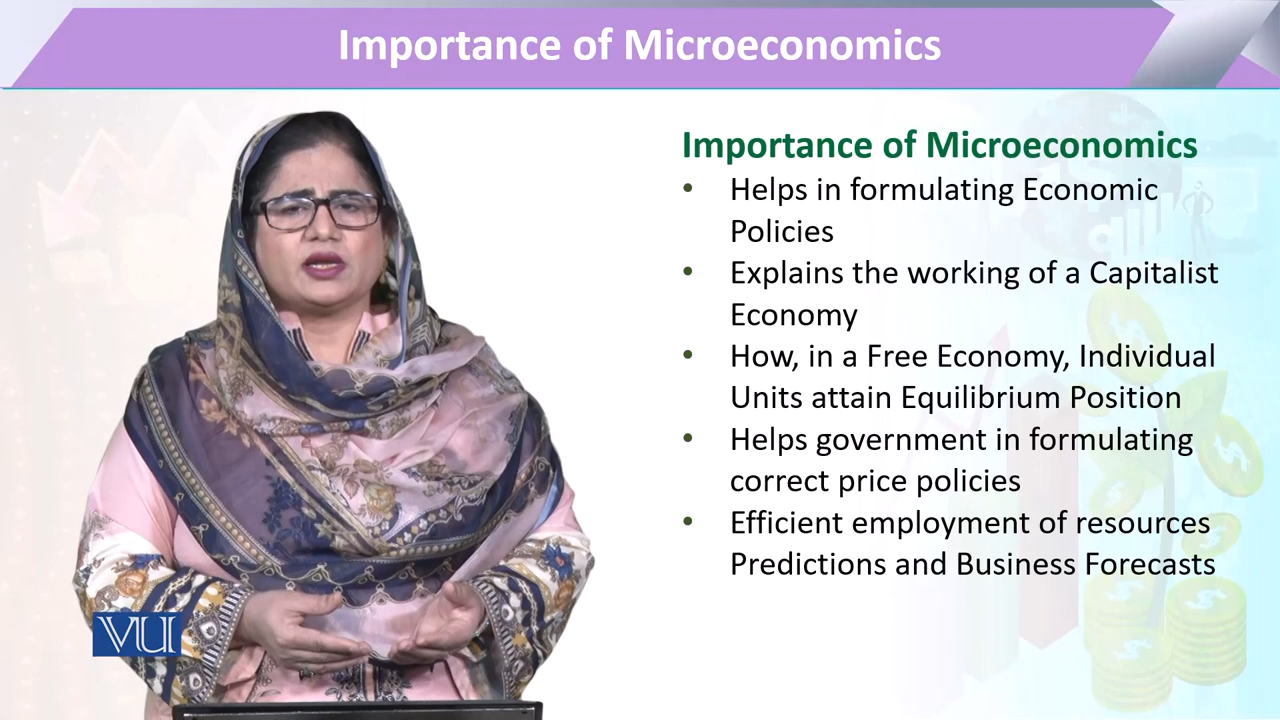 Importance of Microeconomics
Importance of Microeconomics
• Helps in formulating Economic
Policies
• Explains the working of a Capitalist
Economy
• How, in a Free Economy, Individual
Units attain Equilibrium Position
• Helps government in formulating
correct price policies
• Efficient employment of resources
Predictions and Business Forecasts
VU